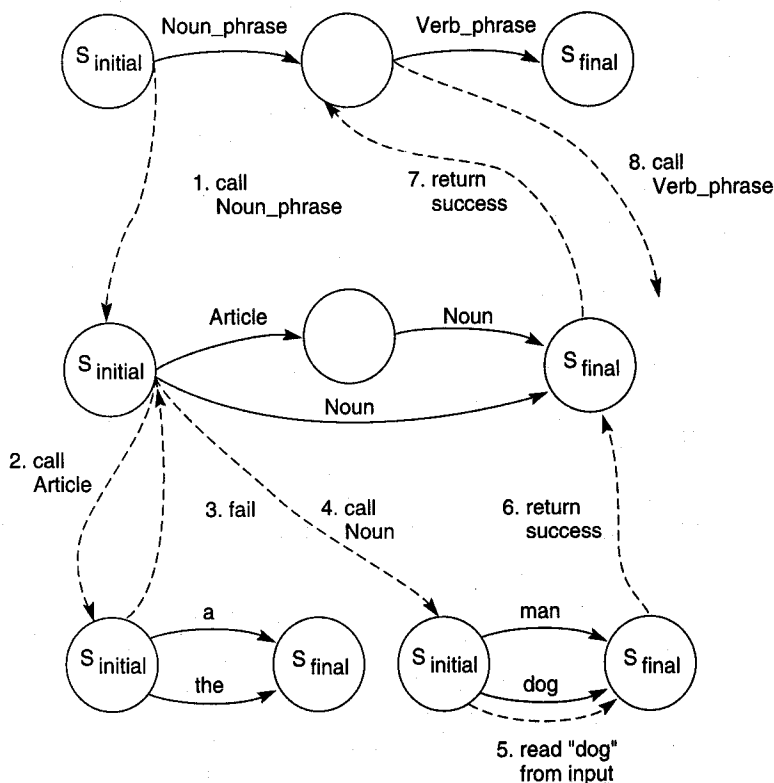 Noun_phrase
Verb_phrase
S initial
S final
1. call
Noun_phrase
7. return
success
8. call
Verb_phrase
Article
Noun
S initial
S final
Noun
2. call
Article
3. fail
4. call
Noun
6. return
success
a
man
S initial
S final
S initial
S final
the
dog
5. read "dog"
from input